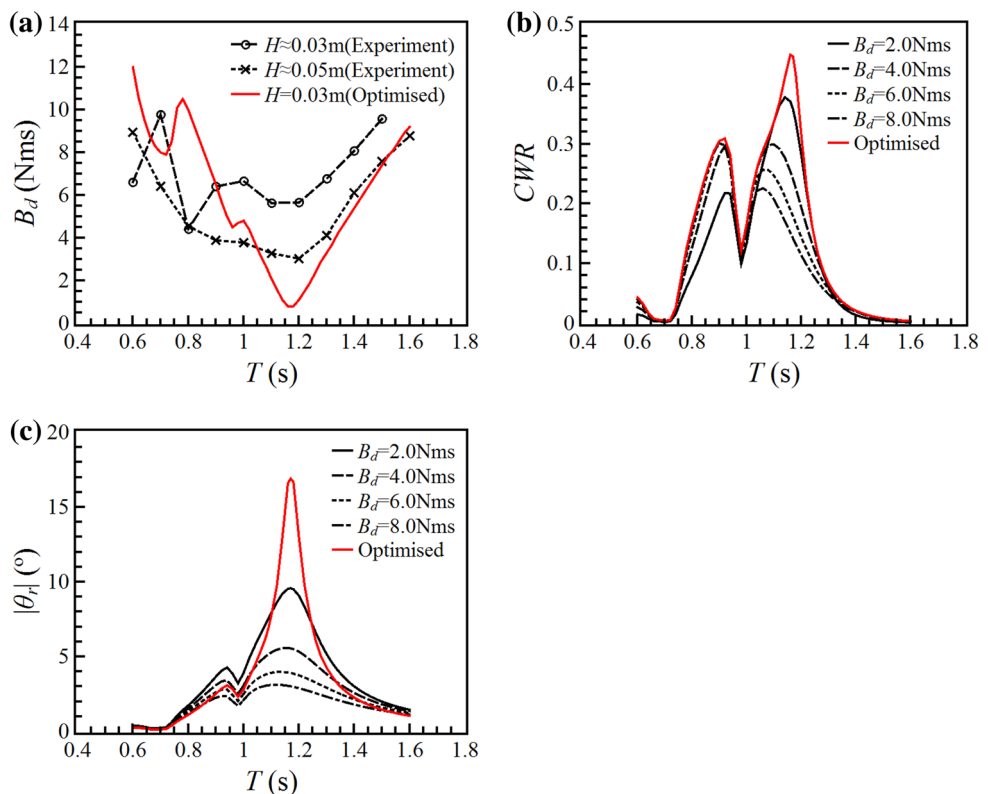 (a)
14
12
10
8
6
4
2
0
B_d (Nms)
H≈0.03m(Experiment)
H≈0.05m(Experiment)
H=0.03m(Optimised)
0.4 0.6 0.8 1 1.2 1.4 1.6 1.8
T (s)
(b)
0.5
0.4
0.3
0.2
0.1
0
CWR
B_d=2.0Nms
B_d=4.0Nms
B_d=6.0Nms
B_d=8.0Nms
Optimised
0.4 0.6 0.8 1 1.2 1.4 1.6 1.8
T (s)
(c)
20
15
10
5
0
|θ_r| (°)
B_d=2.0Nms
B_d=4.0Nms
B_d=6.0Nms
B_d=8.0Nms
Optimised
0.4 0.6 0.8 1 1.2 1.4 1.6 1.8
T (s)